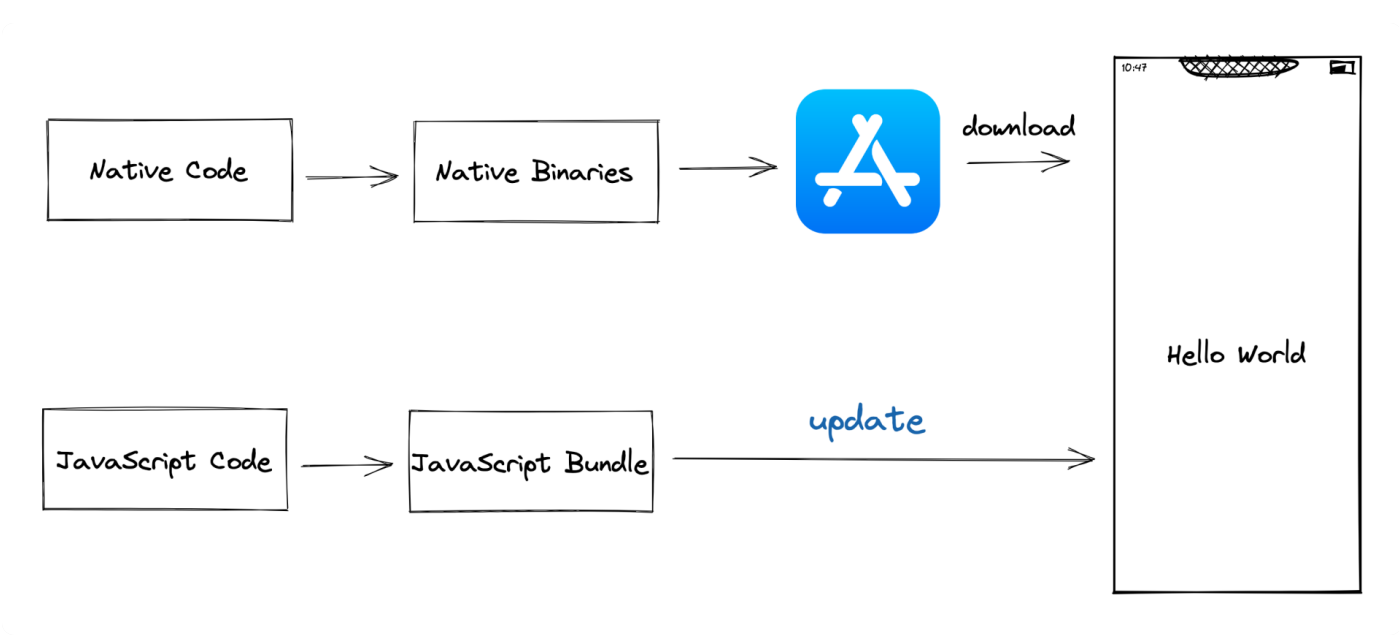 10:47
download
Native Code
Native Binaries
Hello World
update
JavaScript Code
JavaScript Bundle